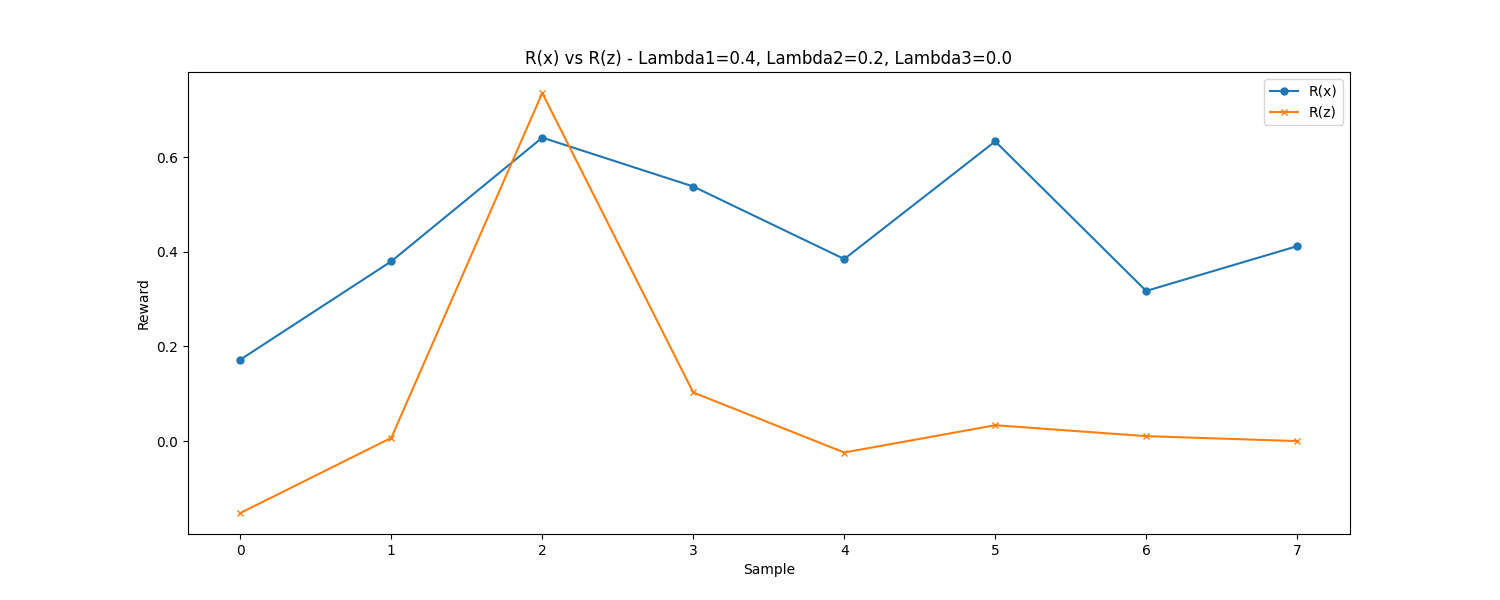 R(x) vs R(z) - Lambda1=0.4, Lambda2=0.2, Lambda3=0.0
R(x)
R(z)
0.6
0.4
0.2
0.0
Reward
0 1 2 3 4 5 6 7
Sample